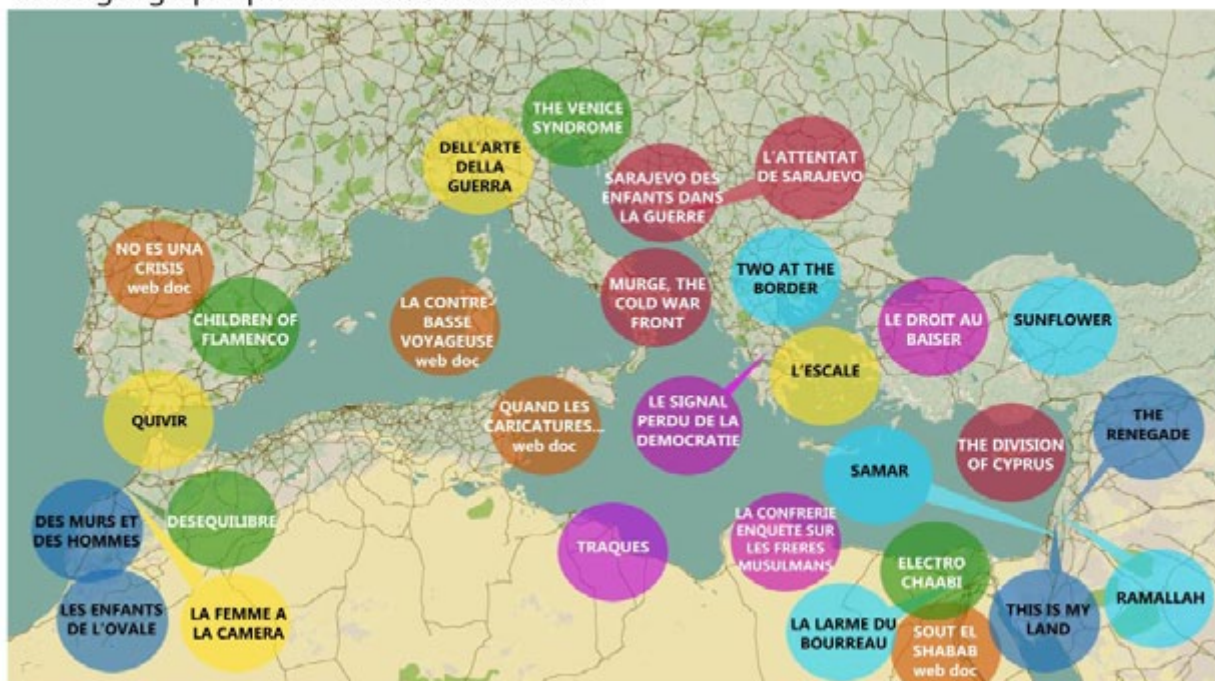 THE VENICE
SYNDROME
DELL'ARTE
DELLA
GUERRA
L'ATTENTAT
DE SARAJEVO
SARAJEVO DES
ENFANTS DANS
LA GUERRE
NO ES UNA
CRISIS
web doc
CHILDREN OF
FLAMENCO
LA CONTRE-
BASSE
VOYAGEUSE
web doc
MURGE, THE
COLD WAR
FRONT
TWO AT THE
BORDER
LE DROIT AU
BAISER
SUNFLOWER
QUIVIR
QUAND LES
CARICATURES...
web doc
LE SIGNAL
PERDU DE LA
DEMOCRATIE
L'ESCALE
THE
RENEGADE
THE DIVISION
OF CYPRUS
SAMAR
DES MURS ET
DES HOMMES
DESEQUILIBRE
TRAQUES
LA CONFRERIE
ENQUETE SUR
LES FRERES
MUSULMANS
ELECTRO
CHAABI
LES ENFANTS
DE L'OVALE
LA FEMME A
LA CAMERA
LA LARME DU
BOURREAU
SOUT EL
SHABAB
web doc
THIS IS MY
LAND
RAMALLAH